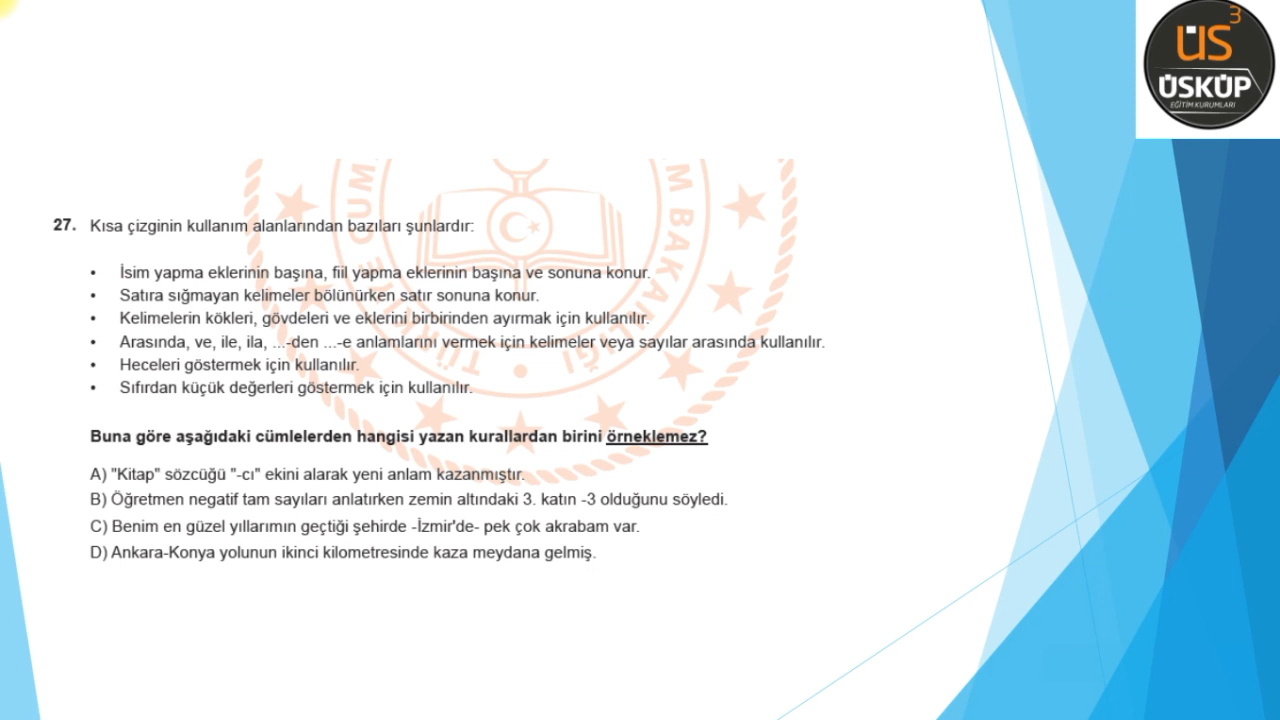 ÜS3
ÜSKÜP
EĞİTİM KURUMLARI
27. Kısa çizginin kullanım alanlarından bazıları şunlardır:
• İsim yapma eklerinin başına, fiil yapma eklerinin başına ve sonuna konur.
• Satıra sığmayan kelimeler bölünürken satır sonuna konur.
• Kelimelerin kökleri, gövdeleri ve eklerini birbirinden ayırmak için kullanılır.
• Arasında, ve, ile, ila, ...-den ...-e anlamlarını vermek için kelimeler veya sayılar arasında kullanılır.
• Heceleri göstermek için kullanılır.
• Sıfırdan küçük değerleri göstermek için kullanılır.
Buna göre aşağıdaki cümlelerden hangisi yazan kurallardan birini örneklemez?
A) "Kitap" sözcüğü "-cı" ekini alarak yeni anlam kazanmıştır.
B) Öğretmen negatif tam sayıları anlatırken zemin altındaki 3. katın -3 olduğunu söyledi.
C) Benim en güzel yıllarımın geçtiği şehirde -İzmir'de- pek çok akrabam var.
D) Ankara-Konya yolunun ikinci kilometresinde kaza meydana gelmiş.